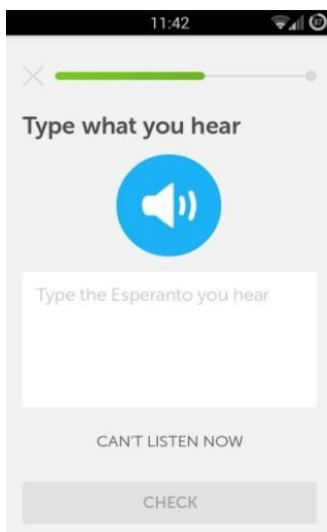 11:42
Type what you hear
Type the Esperanto you hear
CAN'T LISTEN NOW
CHECK